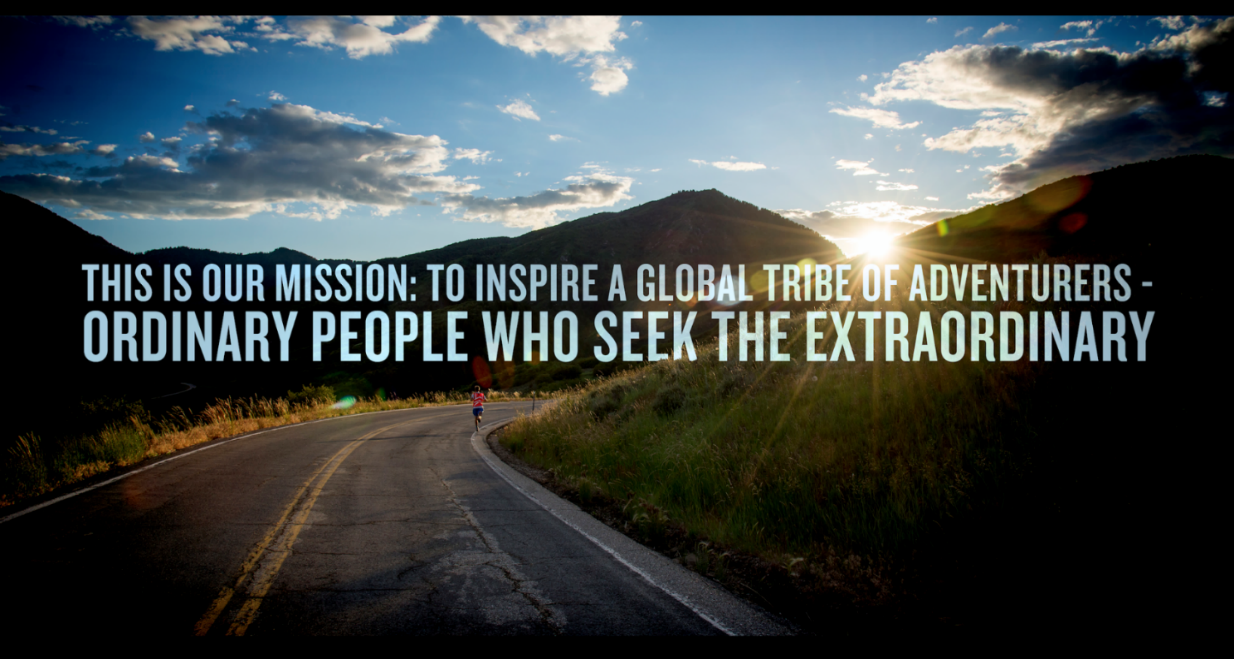 THIS IS OUR MISSION: TO INSPIRE A GLOBAL TRIBE OF ADVENTURERS -
ORDINARY PEOPLE WHO SEEK THE EXTRAORDINARY